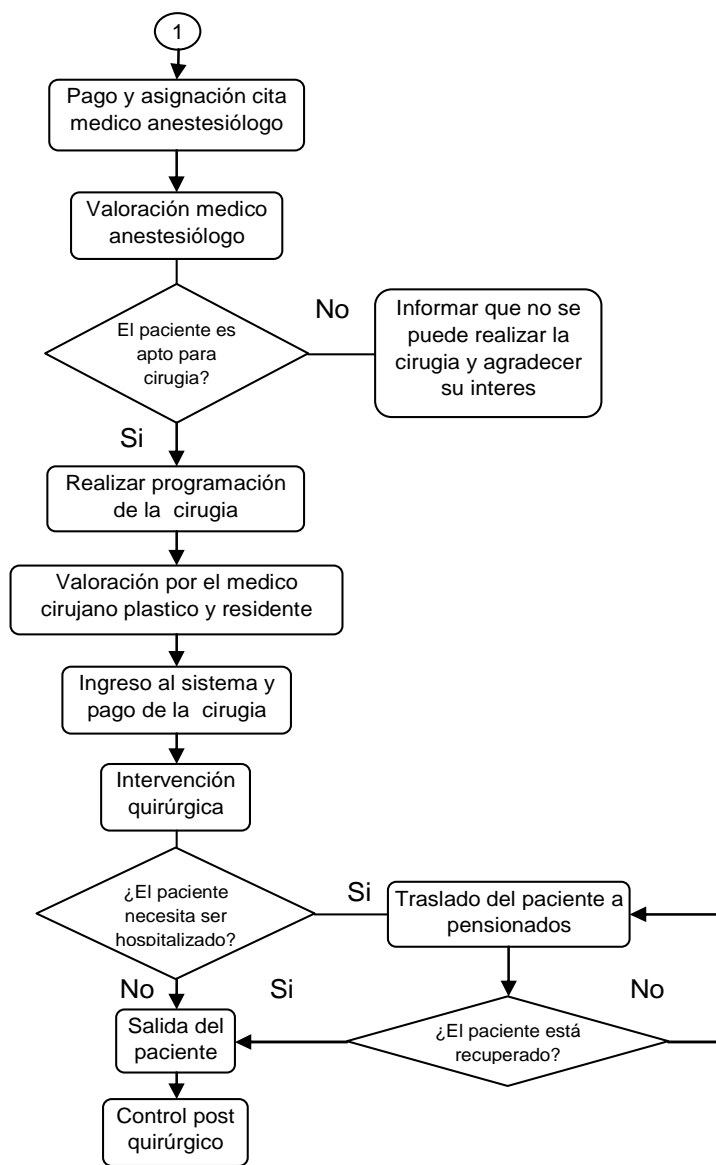 1
Pago y asignación cita
medico anestesiólogo
Valoración medico
anestesiólogo
El paciente es
apto para
cirugia?
No
Informar que no se
puede realizar la
cirugia y agradecer
su interes
Si
Realizar programación
de la cirugia
Valoración por el medico
cirujano plastico y residente
Ingreso al sistema y
pago de la cirugia
Intervención
quirúrgica
¿El paciente
necesita ser
hospitalizado?
Si
Traslado del paciente a
pensionados
No
Si
No
¿El paciente está
recuperado?
Salida del
paciente
Control post
quirúrgico